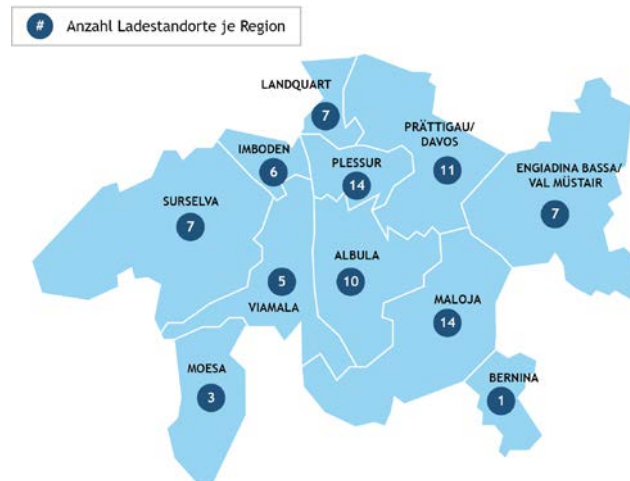 # Anzahl Ladestandorte je Region
LANDQUART
7
PRÄTTIGAU/
DAVOS
11
IMBODEN
6
PLESSUR
14
ENGIADINA BASSA/
VAL MÜSTAIR
7
SURSELVA
7
ALBULA
10
5
VIAMALA
MALOJA
14
MOESA
3
BERNINA
1